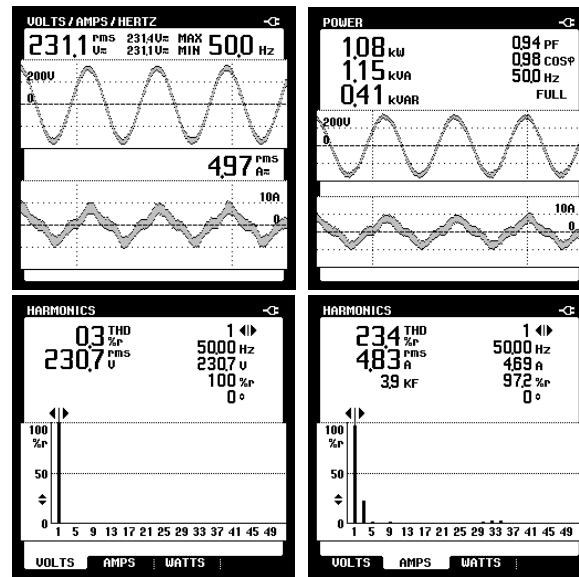 VOLTS/AMPS/HERTZ
231.1 rms V≂ 231.4 V≂ MAX 50.0 Hz
231.1 V≂ MIN
200V
0
4.97 rms A≂
10A
0
POWER
1.08 kW 0.94 PF
1.15 kVA 0.98 COSφ
0.41 kVAR 50.0 Hz
FULL
200V
0
10A
0
HARMONICS
0.3 THD %r 1
230.7 rms V 50.00 Hz
230.7 V
100 %r
0 °
100
%r
50
0
1 5 9 13 17 21 25 29 33 37 41 45 49
VOLTS AMPS WATTS
HARMONICS
23.4 THD %r 1
4.83 rms A 50.00 Hz
3.9 KF 4.69 A
97.2 %r
0 °
100
%r
50
0
1 5 9 13 17 21 25 29 33 37 41 45 49
VOLTS AMPS WATTS